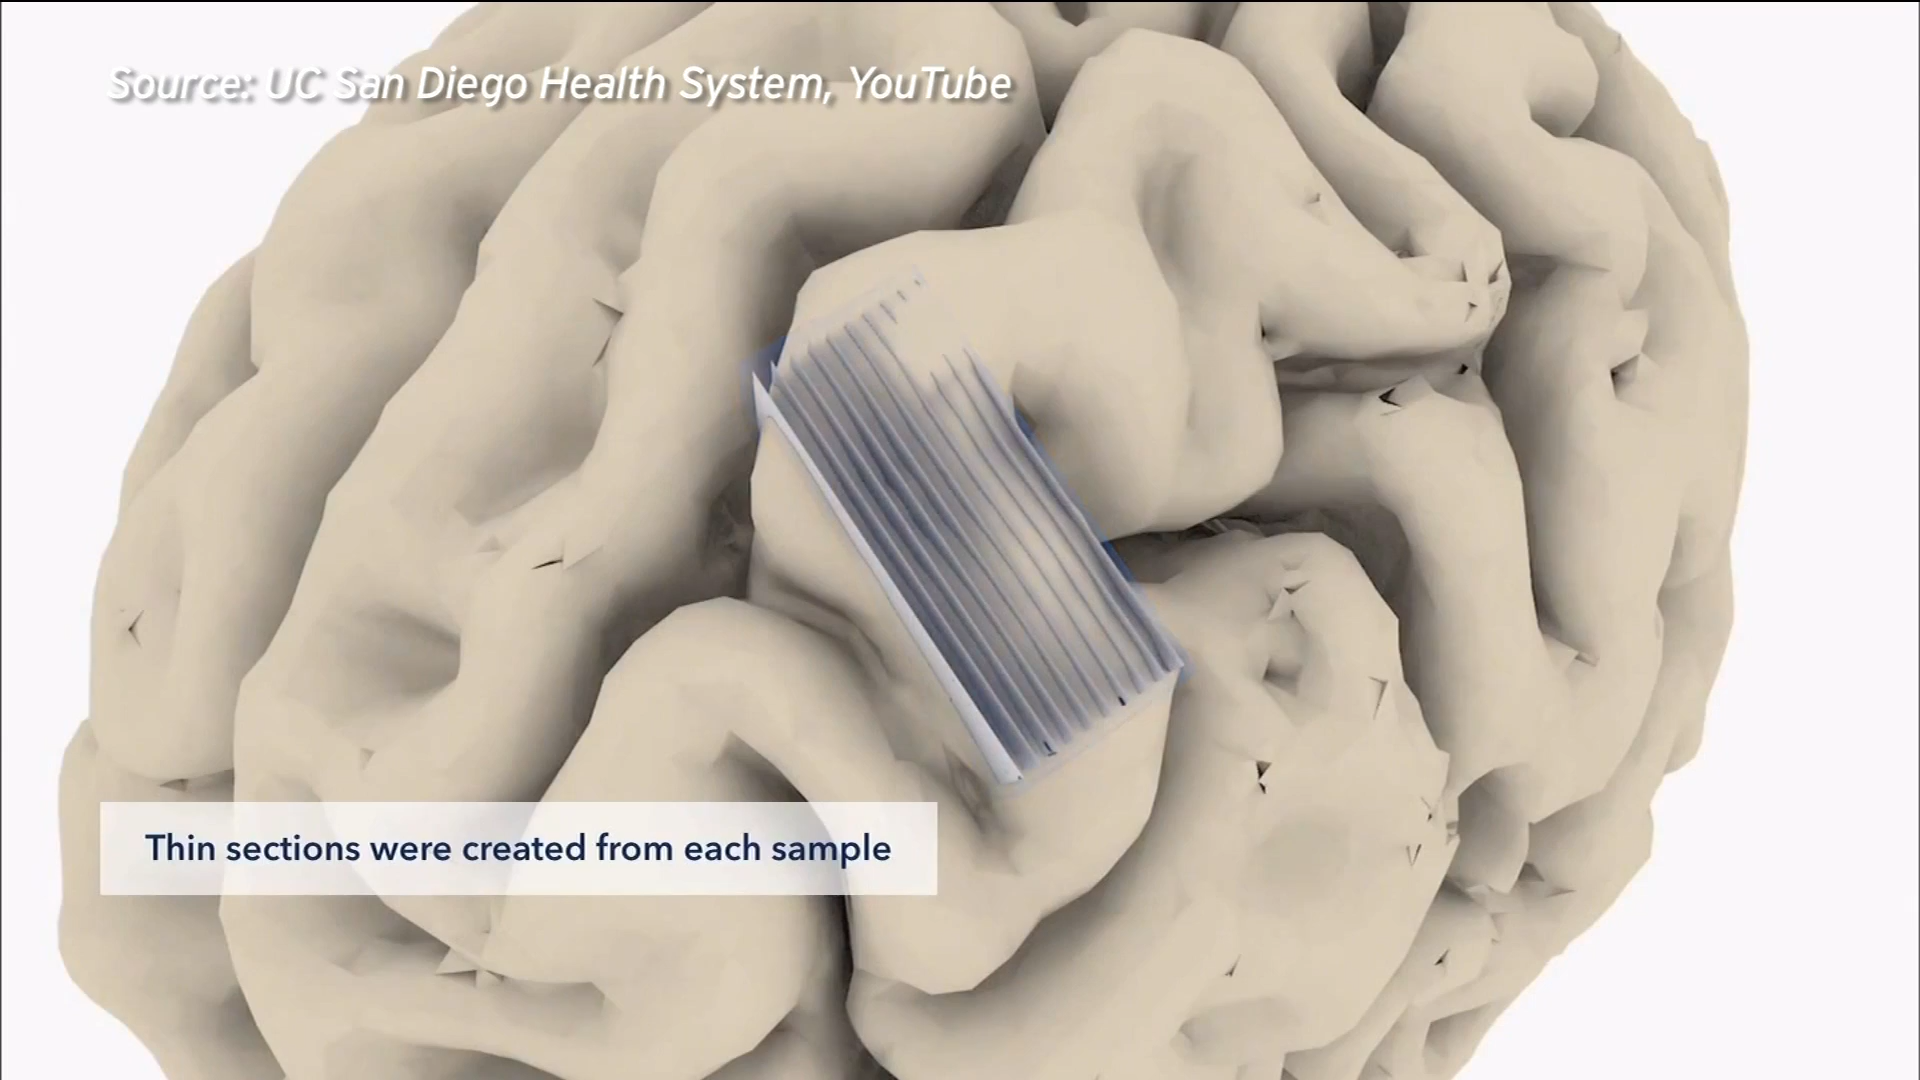 Source: UC San Diego Health System, YouTube
Thin sections were created from each sample